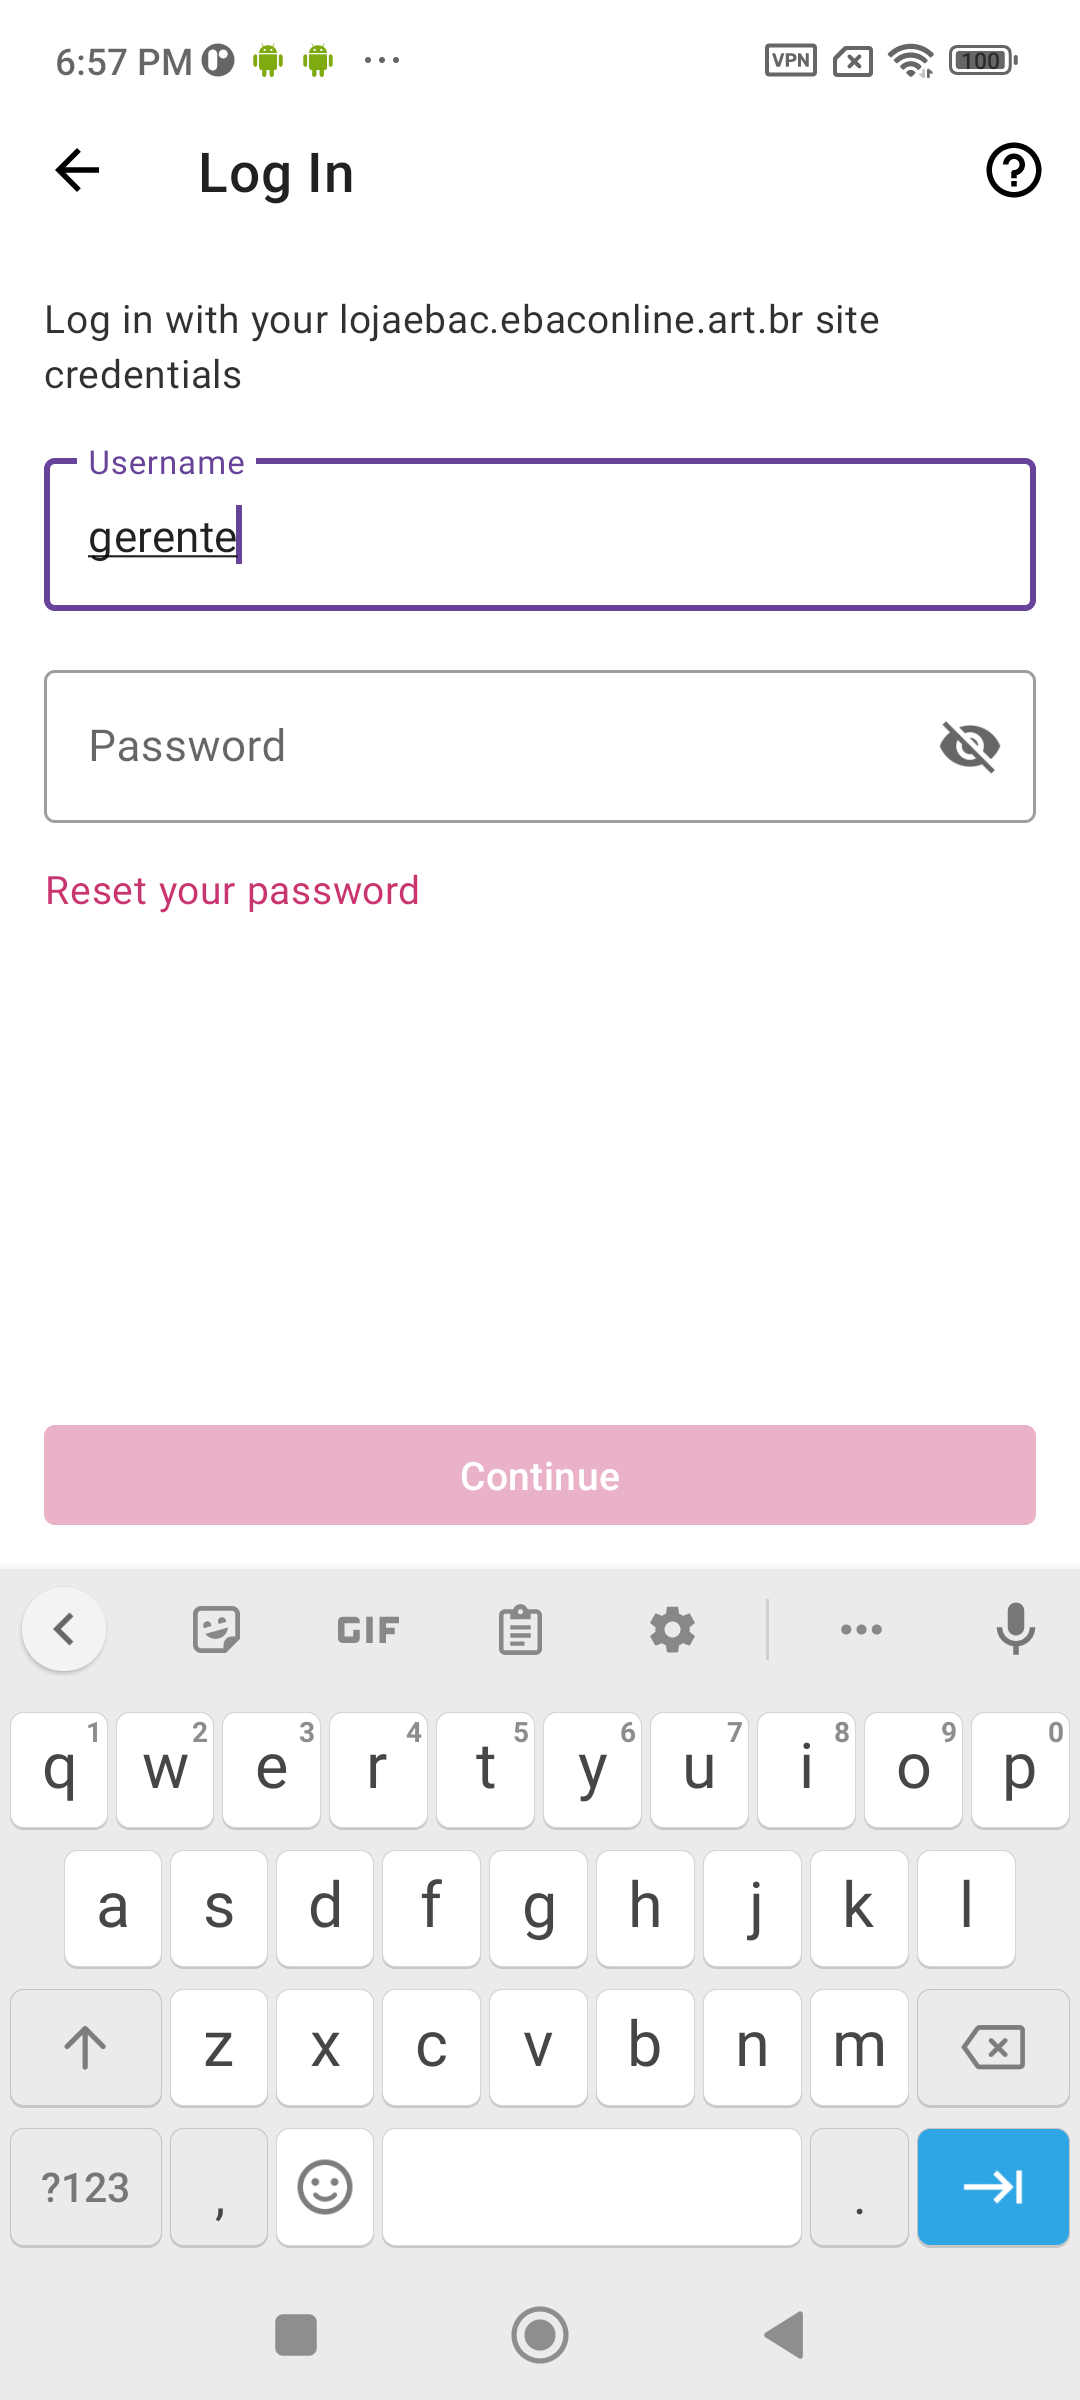 6:57 PM
VPN
100
Log In
Log in with your lojaebac.ebaconline.art.br site
credentials
Username
gerente
Password
Reset your password
Continue
GIF
1 2 3 4 5 6 7 8 9 0
q w e r t y u i o p
a s d f g h j k l
z x c v b n m
?123 , .